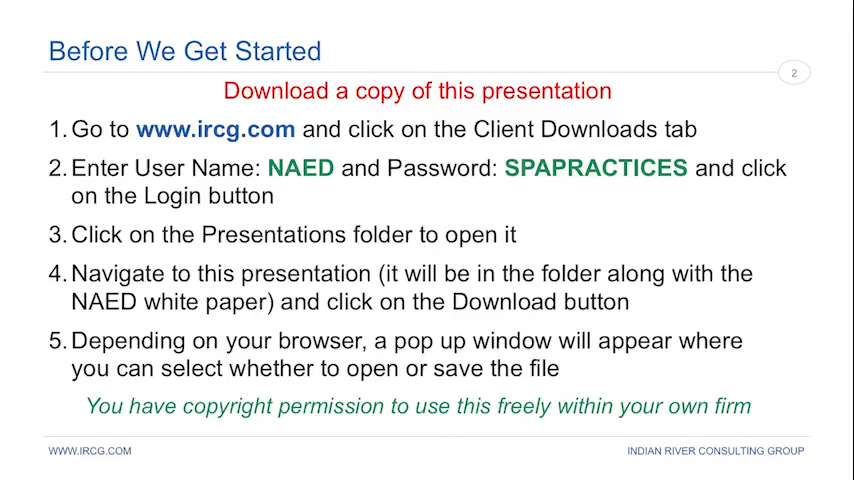 Before We Get Started
2
Download a copy of this presentation
1. Go to www.ircg.com and click on the Client Downloads tab
2. Enter User Name: NAED and Password: SPAPRACTICES and click
on the Login button
3. Click on the Presentations folder to open it
4. Navigate to this presentation (it will be in the folder along with the
NAED white paper) and click on the Download button
5. Depending on your browser, a pop up window will appear where
you can select whether to open or save the file
You have copyright permission to use this freely within your own firm
WWW.IRCG.COM
INDIAN RIVER CONSULTING GROUP